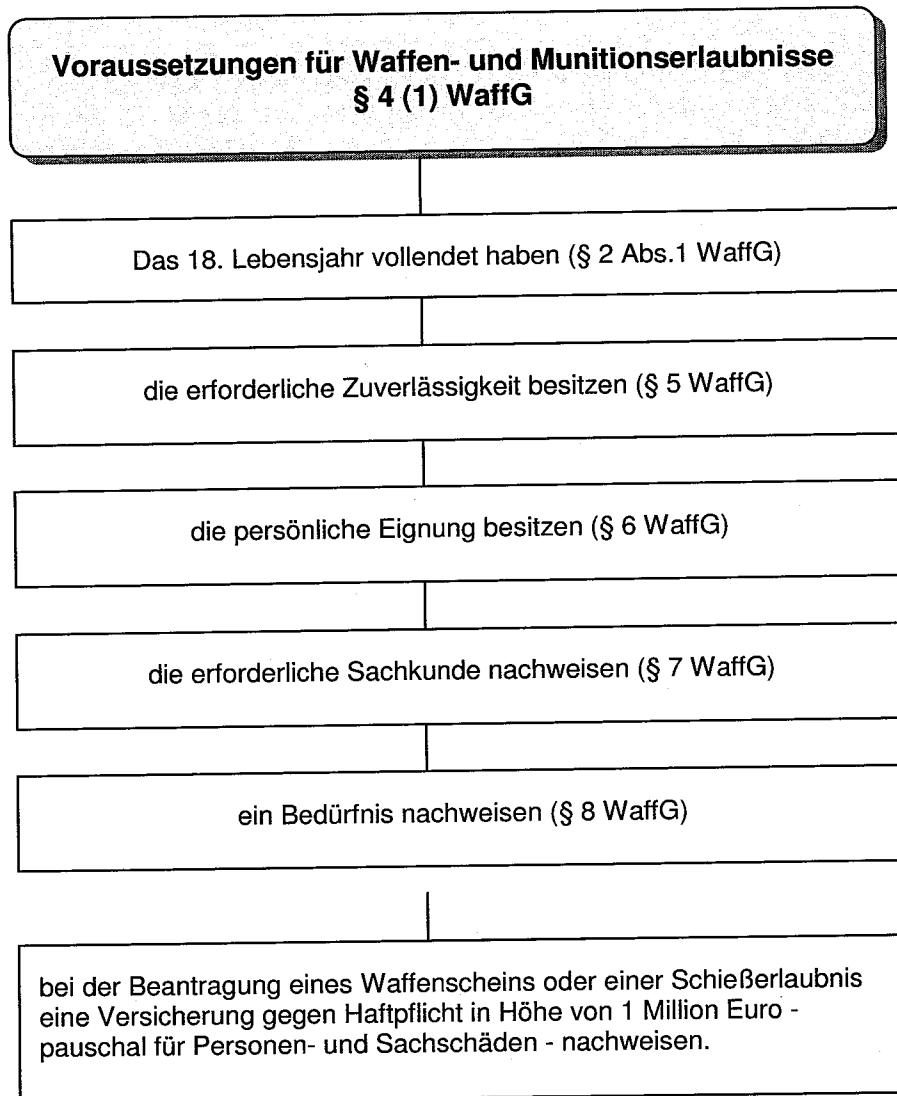 Voraussetzungen für Waffen- und Munitionserlaubnisse
§ 4 (1) WaffG
Das 18. Lebensjahr vollendet haben (§ 2 Abs.1 WaffG)
die erforderliche Zuverlässigkeit besitzen (§ 5 WaffG)
die persönliche Eignung besitzen (§ 6 WaffG)
die erforderliche Sachkunde nachweisen (§ 7 WaffG)
ein Bedürfnis nachweisen (§ 8 WaffG)
bei der Beantragung eines Waffenscheins oder einer Schießerlaubnis
eine Versicherung gegen Haftpflicht in Höhe von 1 Million Euro -
pauschal für Personen- und Sachschäden - nachweisen.